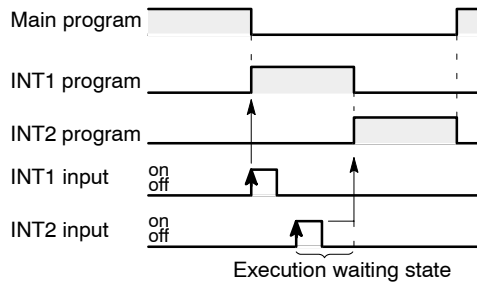 Main program
INT1 program
INT2 program
INT1 input
on
off
INT2 input
on
off
Execution waiting state